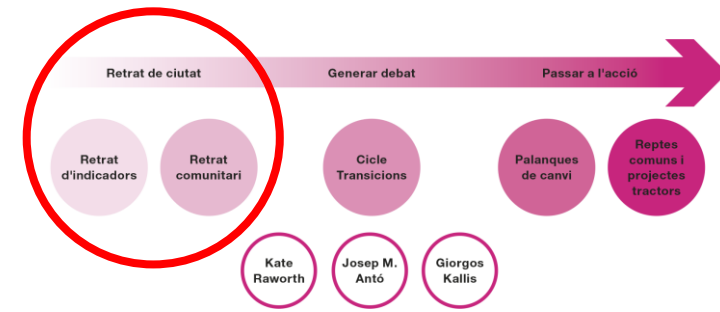 Retrat de ciutat
Generar debat
Passar a l'acció
Retrat
d'indicadors
Retrat
comunitari
Cicle
Transicions
Palanques
de canvi
Reptes
comuns i
projectes
tractors
Kate
Raworth
Josep M.
Antó
Giorgos
Kallis